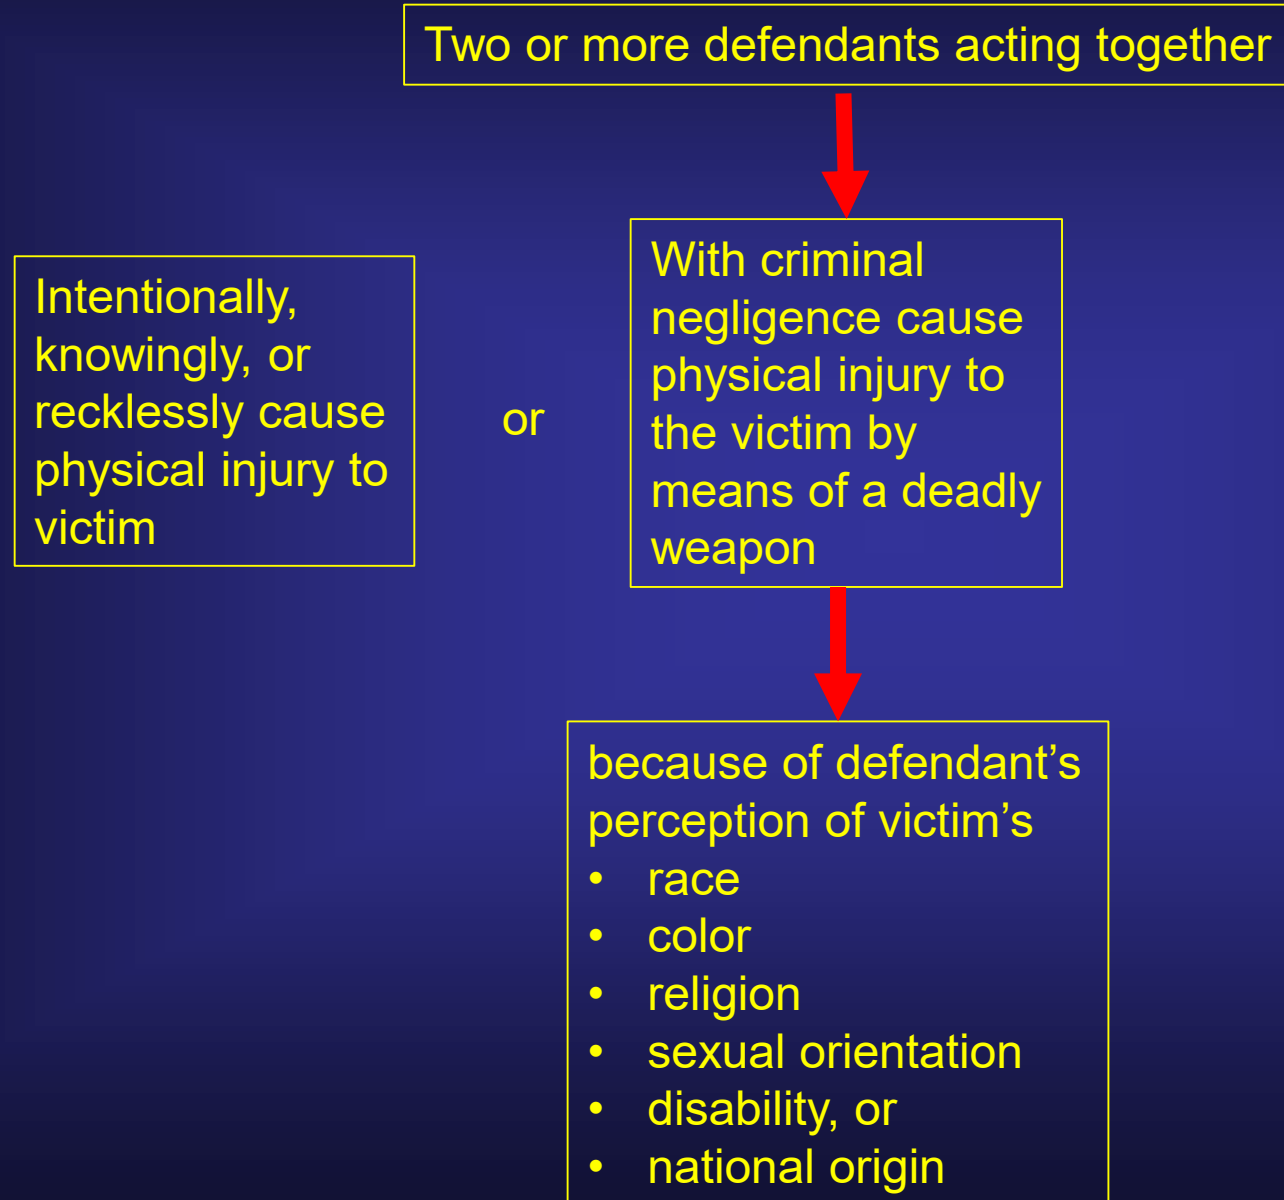 Two or more defendants acting together
Intentionally,
knowingly, or
recklessly cause
physical injury to
victim
or
With criminal
negligence cause
physical injury to
the victim by
means of a deadly
weapon
because of defendant’s
perception of victim’s
• race
• color
• religion
• sexual orientation
• disability, or
• national origin